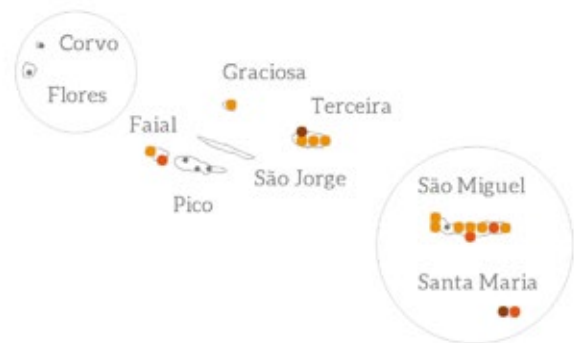 Corvo
Flores
Graciosa
Terceira
Faial
São Jorge
Pico
São Miguel
Santa Maria